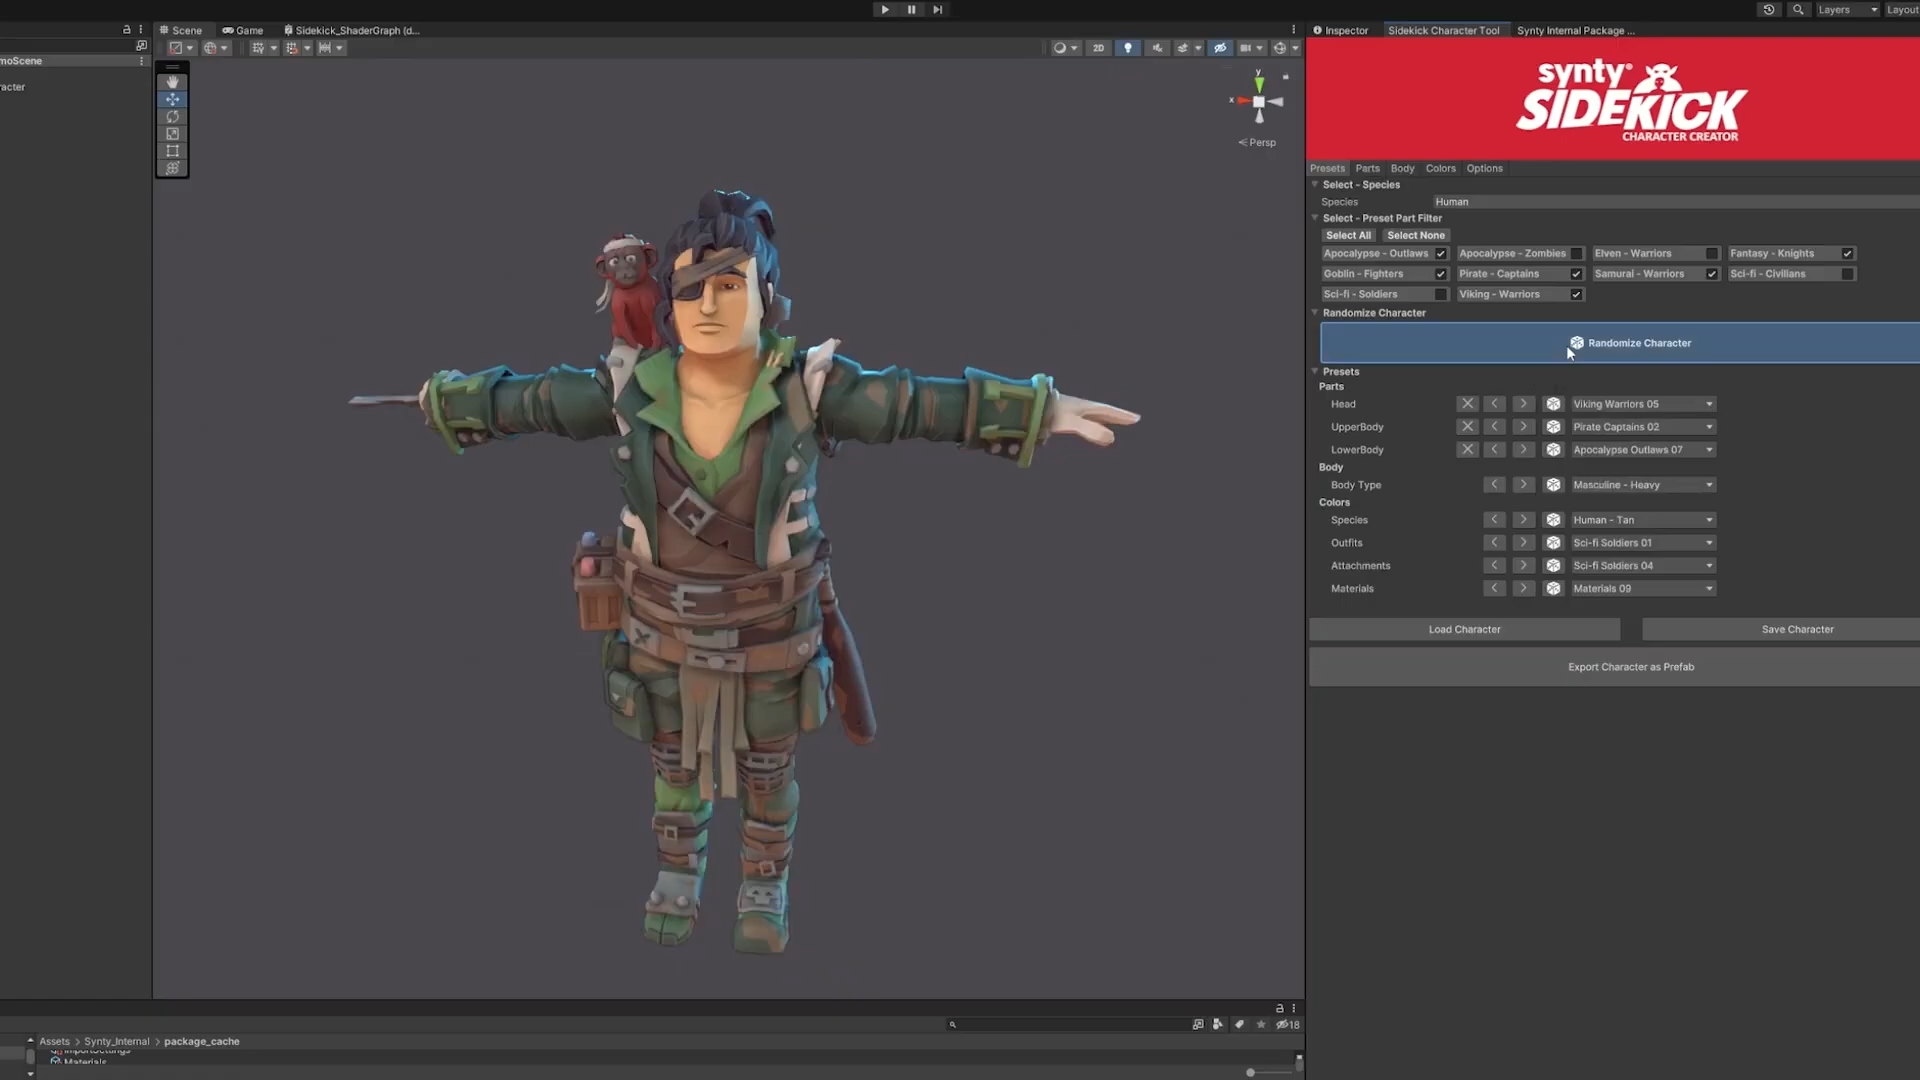 Layers
Layout
Scene
Game
Sidekick_ShaderGraph (d...
Inspector
Sidekick Character Tool
Synty Internal Package ...
2D
moScene
racter
y
x
Persp
synty
SIDEKICK
CHARACTER CREATOR
Presets
Parts
Body
Colors
Options
Select - Species
Species
Human
Select - Preset Part Filter
Select All
Select None
Apocalypse - Outlaws
Apocalypse - Zombies
Elven - Warriors
Fantasy - Knights
Goblin - Fighters
Pirate - Captains
Samurai - Warriors
Sci-fi - Civilians
Sci-fi - Soldiers
Viking - Warriors
Randomize Character
Randomize Character
Presets
Parts
Head
Viking Warriors 05
UpperBody
Pirate Captains 02
LowerBody
Apocalypse Outlaws 07
Body
Body Type
Masculine - Heavy
Colors
Species
Human - Tan
Outfits
Sci-fi Soldiers 01
Attachments
Sci-fi Soldiers 04
Materials
Materials 09
Load Character
Save Character
Export Character as Prefab
18
Assets > Synty_Internal > package_cache
ImportSettings
Materials